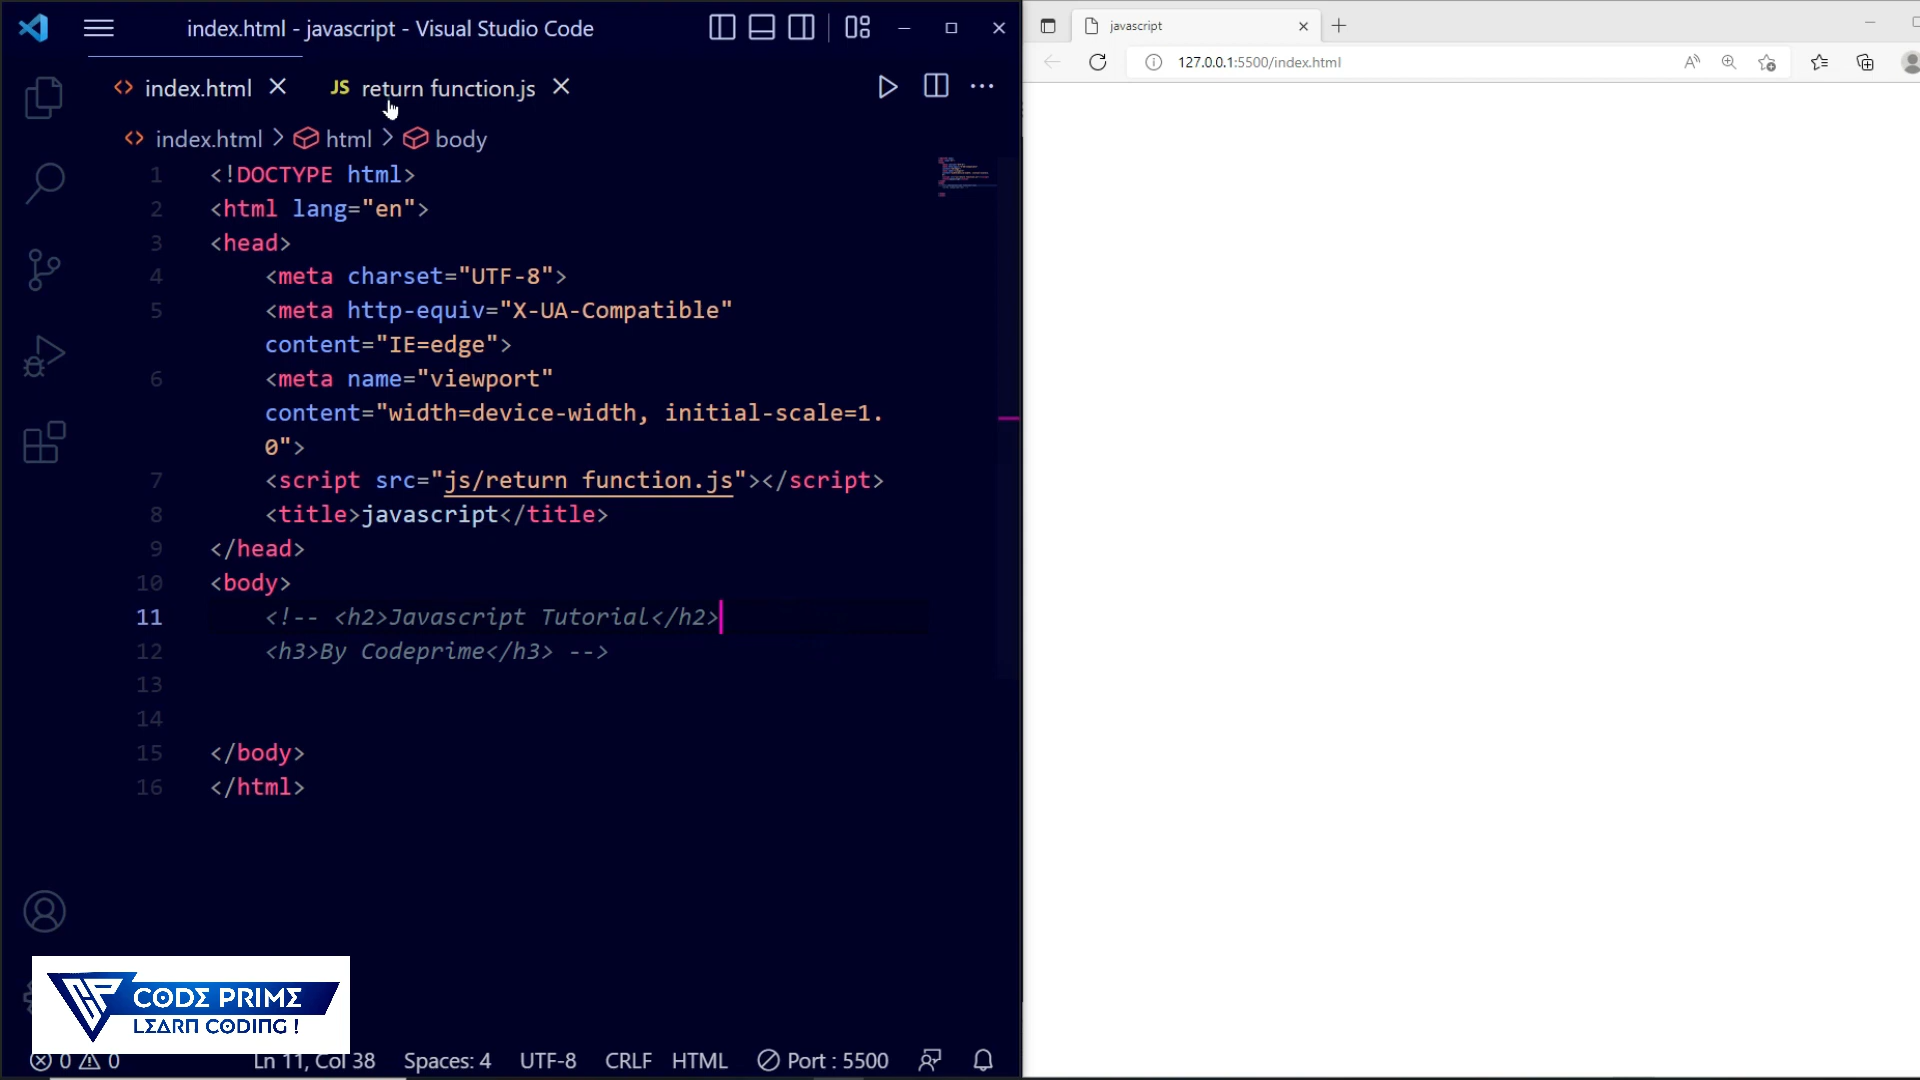 index.html - javascript - Visual Studio Code
index.html
JS return function.js
index.html > html > body
1 <!DOCTYPE html>
2 <html lang="en">
3 <head>
4 <meta charset="UTF-8">
5 <meta http-equiv="X-UA-Compatible"
content="IE=edge">
6 <meta name="viewport"
content="width=device-width, initial-scale=1.
0">
7 <script src="js/return function.js"></script>
8 <title>javascript</title>
9 </head>
10 <body>
11 <!-- <h2>Javascript Tutorial</h2>
12 <h3>By Codeprime</h3> -->
13
14
15 </body>
16 </html>
CODE PRIME
LEARN CODING !
0 0 Ln 11, Col 38 Spaces: 4 UTF-8 CRLF HTML Port : 5500
javascript
127.0.0.1:5500/index.html